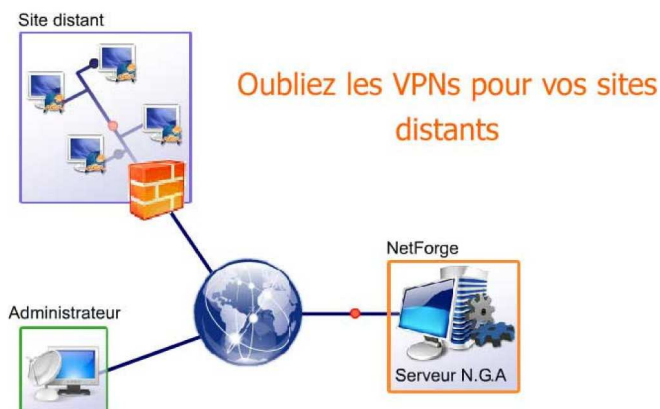 Site distant
Oubliez les VPNs pour vos sites
distants
NetForge
Administrateur
Serveur N.G.A